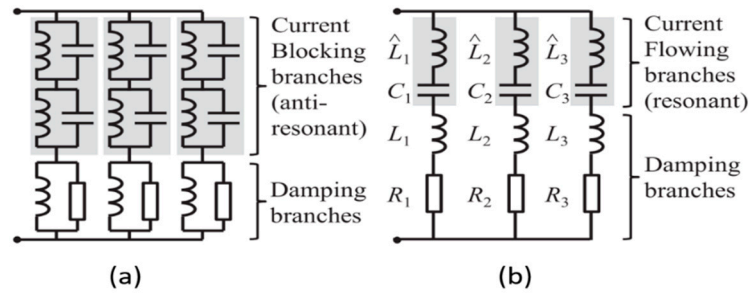 Current
Blocking
branches
(anti-
resonant)
Damping
branches
(a)
L̂₁ L̂₂ L̂₃
C₁ C₂ C₃
L₁ L₂ L₃
R₁ R₂ R₃
Current
Flowing
branches
(resonant)
Damping
branches
(b)